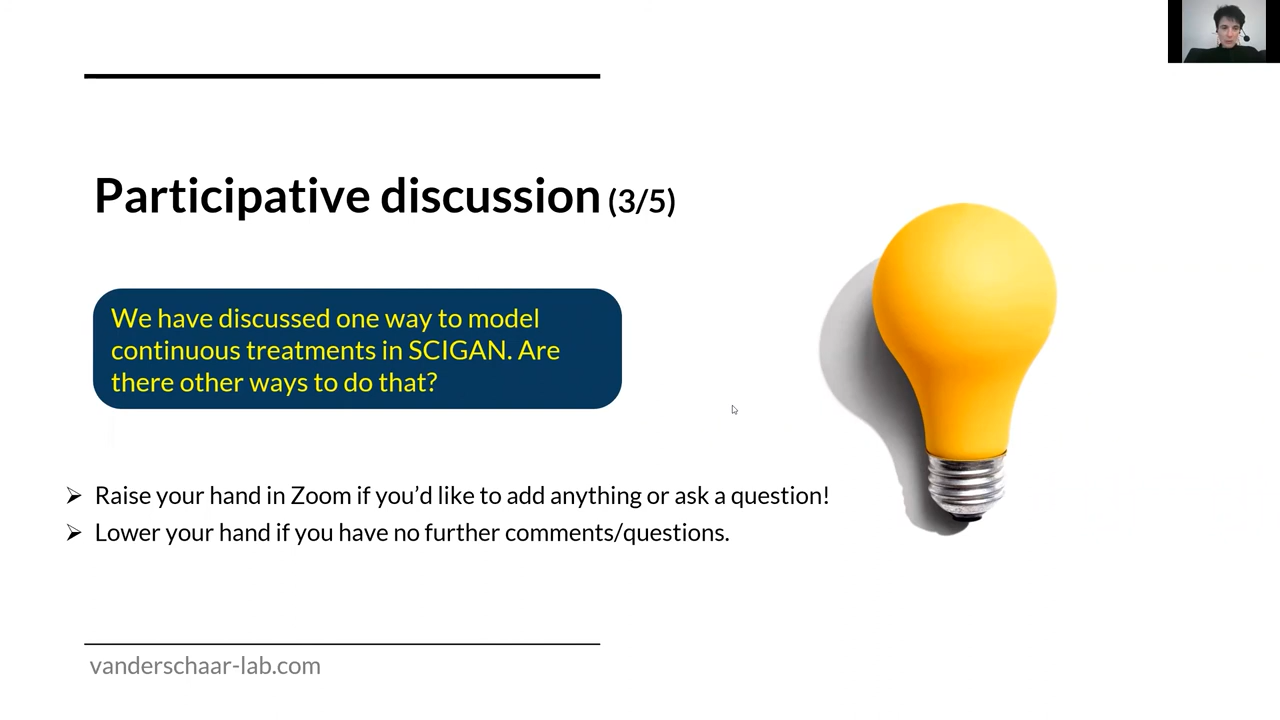 Participative discussion (3/5)
We have discussed one way to model
continuous treatments in SCIGAN. Are
there other ways to do that?
➢ Raise your hand in Zoom if you’d like to add anything or ask a question!
➢ Lower your hand if you have no further comments/questions.
vanderschaar-lab.com